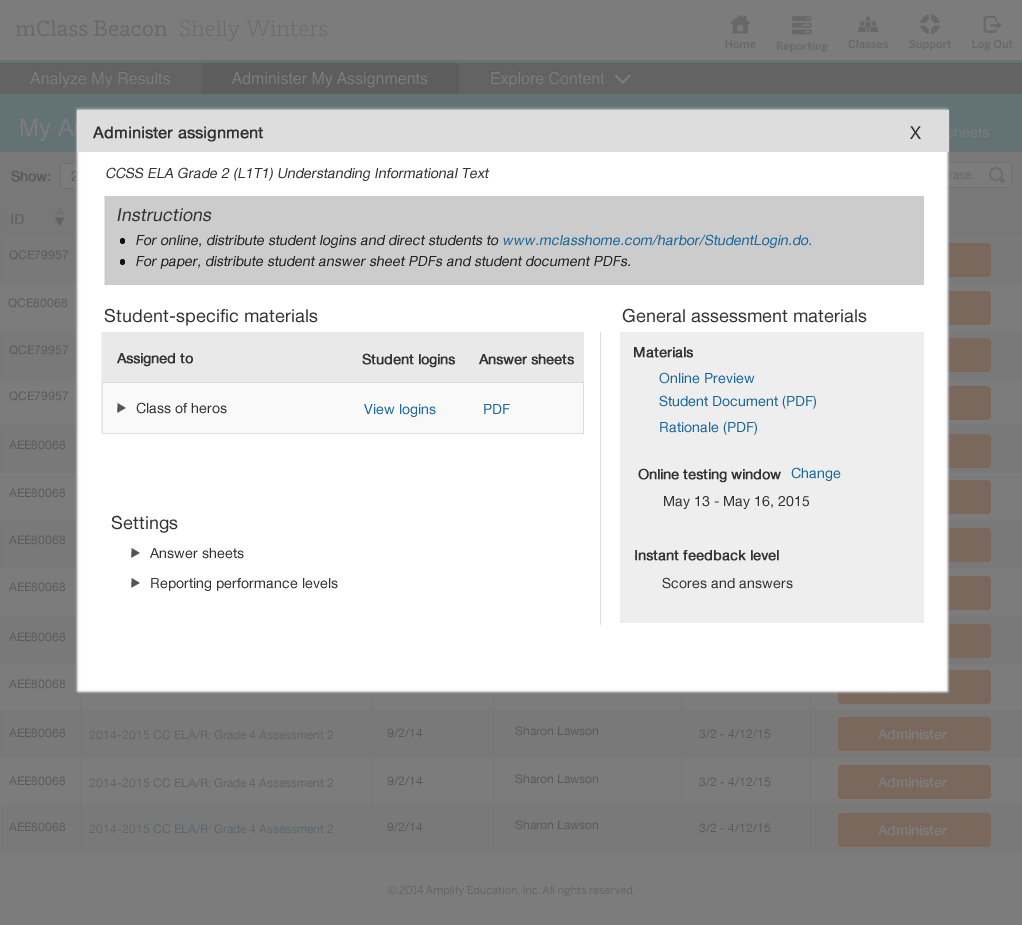 mClass Beacon Shelly Winters
Home Reporting Classes Support Log Out
Analyze My Results Administer My Assignments Explore Content
My A
Administer assignment X
CCSS ELA Grade 2 (L1T1) Understanding Informational Text
Show: 2
Instructions
• For online, distribute student logins and direct students to www.mclasshome.com/harbor/StudentLogin.do.
• For paper, distribute student answer sheet PDFs and student document PDFs.
ID
QCE79957
QCE80068
QCE79957
QCE79957
AEE80068
AEE80068
AEE80068
AEE80068
AEE80068
AEE80068
Student-specific materials
Assigned to Student logins Answer sheets
Class of heros View logins PDF
Settings
Answer sheets
Reporting performance levels
General assessment materials
Materials
Online Preview
Student Document (PDF)
Rationale (PDF)
Online testing window Change
May 13 - May 16, 2015
Instant feedback level
Scores and answers
AEE80068 2014-2015 CC ELA/R: Grade 4 Assessment 2 9/2/14 Sharon Lawson 3/2 - 4/12/15 Administer
AEE80068 2014-2015 CC ELA/R: Grade 4 Assessment 2 9/2/14 Sharon Lawson 3/2 - 4/12/15 Administer
AEE80068 2014-2015 CC ELA/R: Grade 4 Assessment 2 9/2/14 Sharon Lawson 3/2 - 4/12/15 Administer
© 2014 Amplify Education, Inc. All rights reserved.